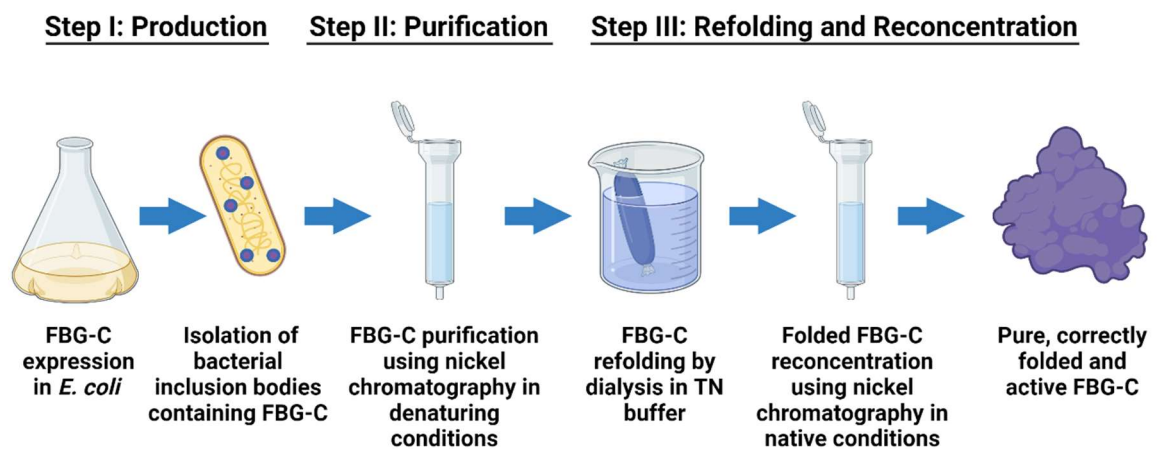 Step I: Production
Step II: Purification
Step III: Refolding and Reconcentration
FBG-C
expression
in E. coli
Isolation of
bacterial
inclusion bodies
containing FBG-C
FBG-C purification
using nickel
chromatography in
denaturing
conditions
FBG-C
refolding by
dialysis in TN
buffer
Folded FBG-C
reconcentration
using nickel
chromatography in
native conditions
Pure, correctly
folded and
active FBG-C